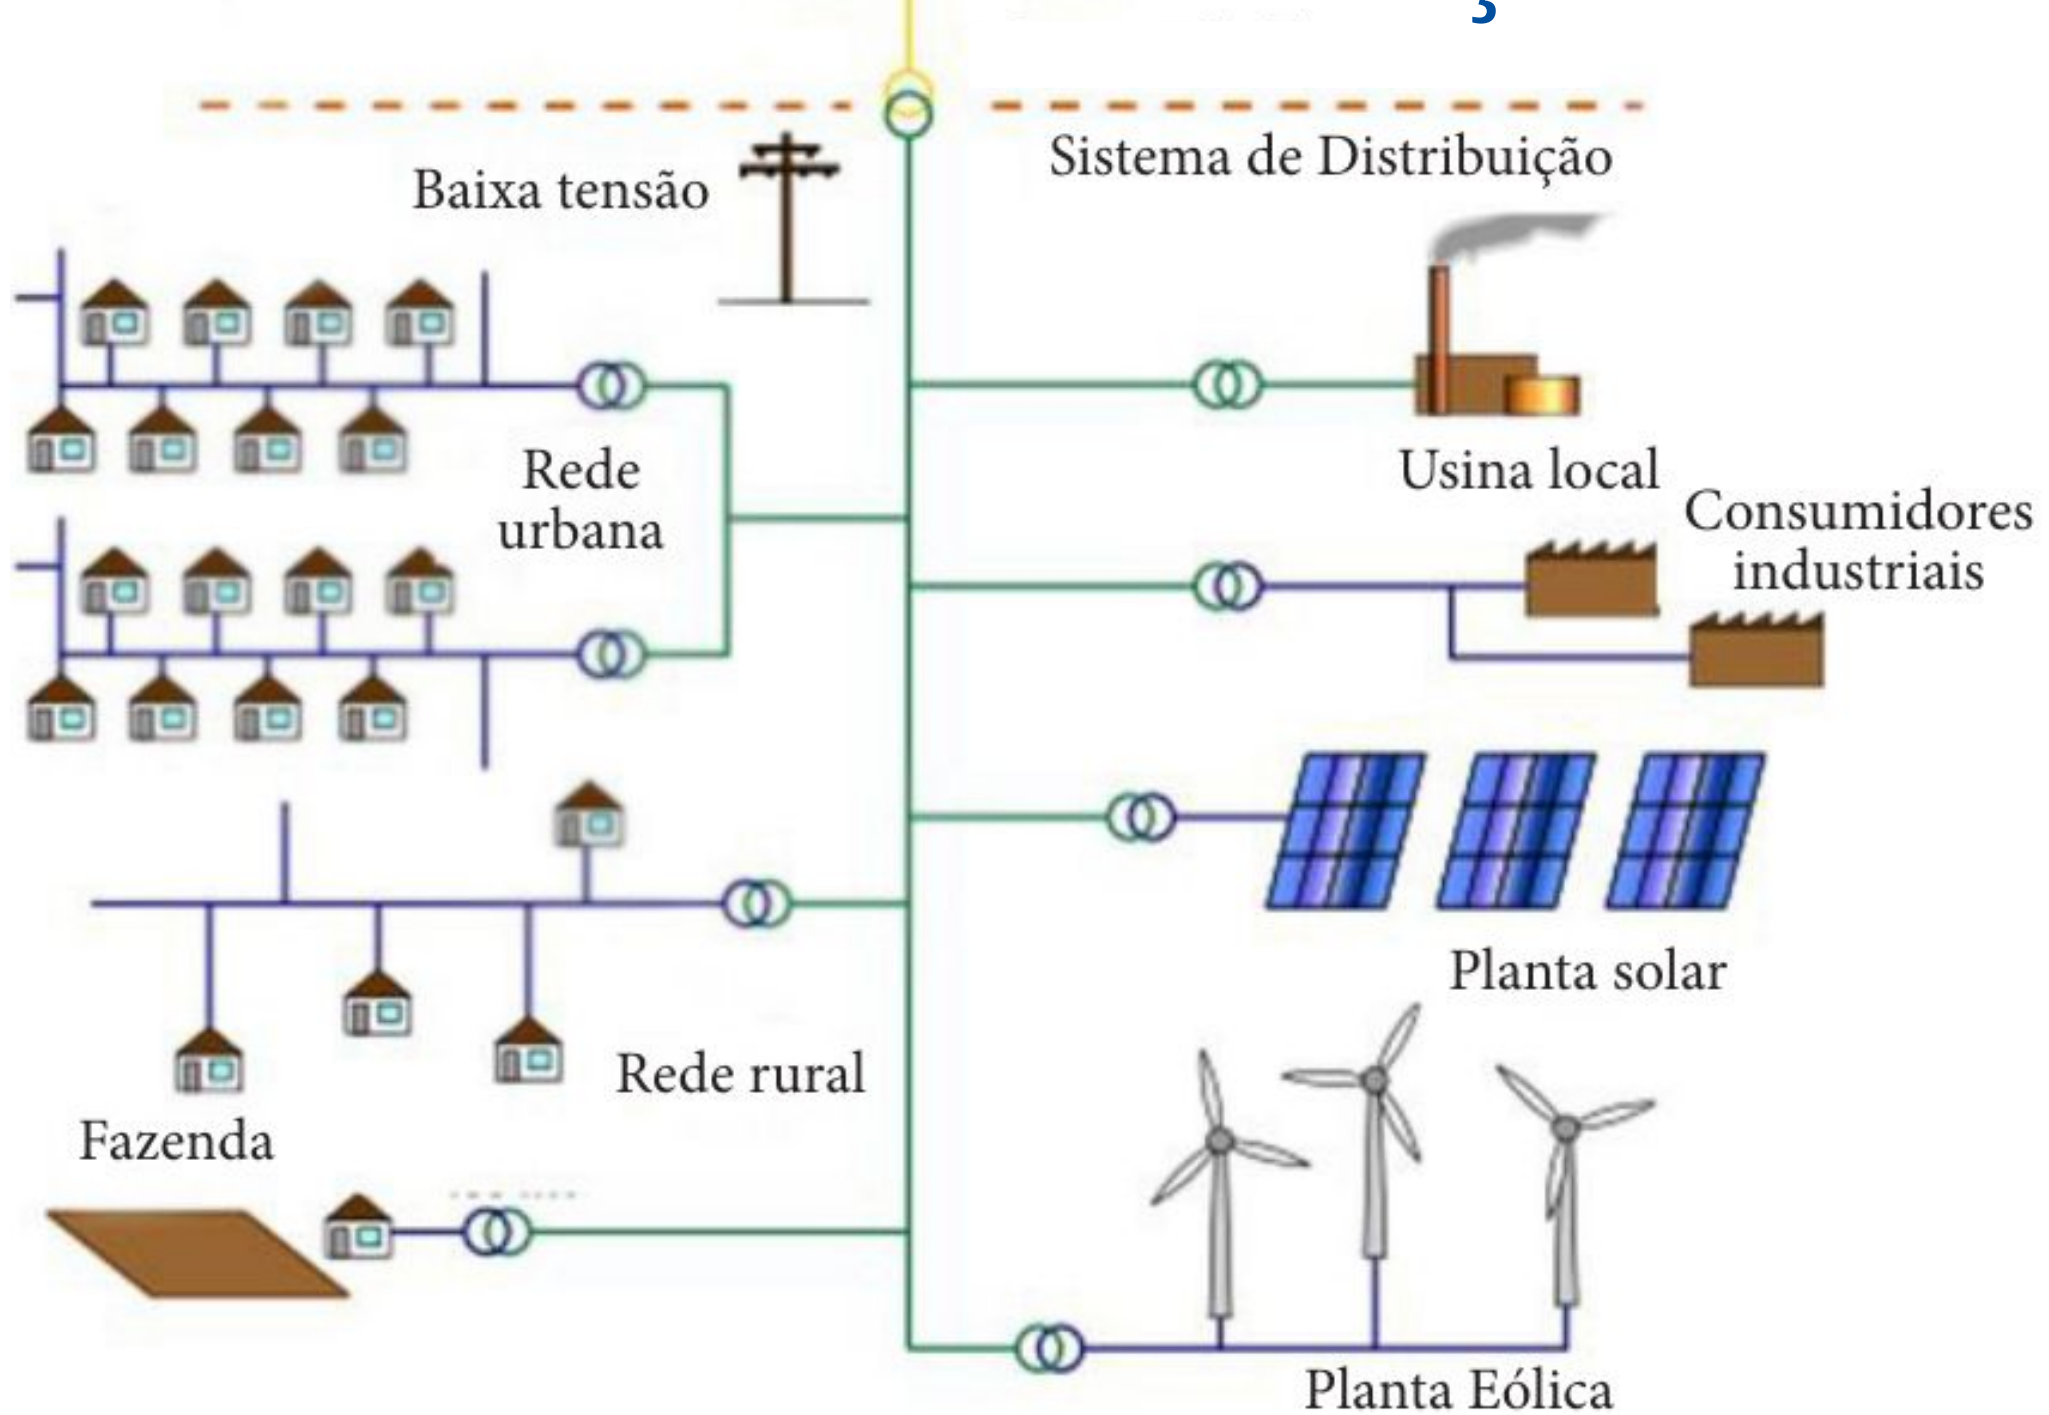 Sistema de Distribuição
Baixa tensão
Rede
urbana
Usina local
Consumidores
industriais
Planta solar
Rede rural
Fazenda
Planta Eólica